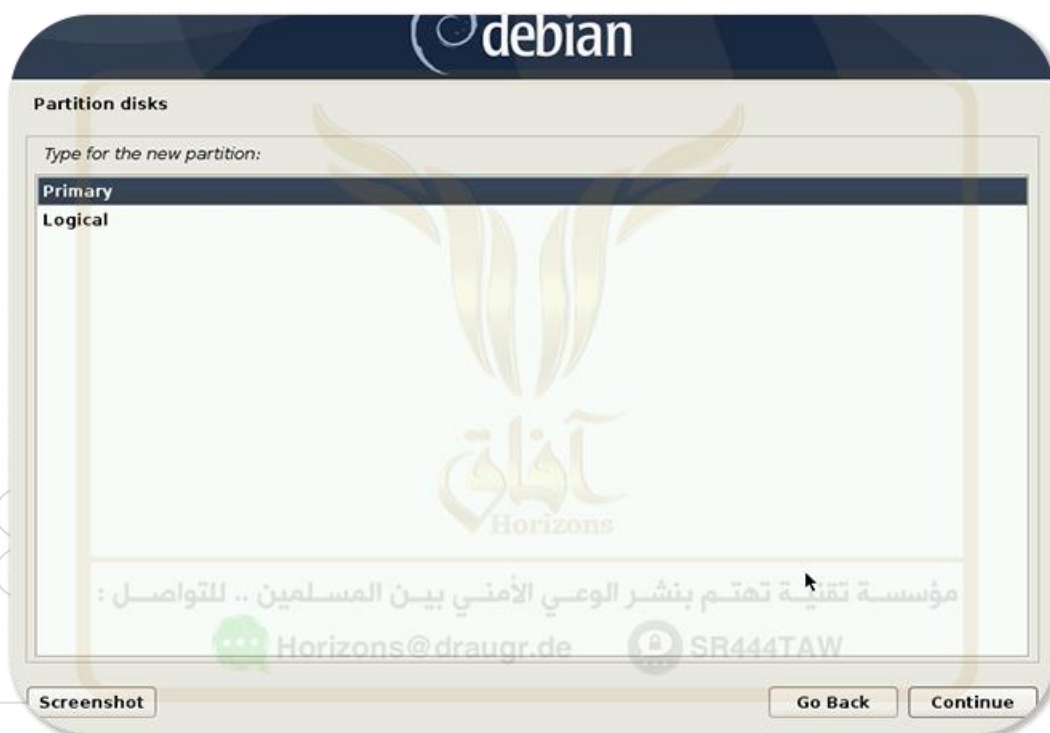 debian
Partition disks
Type for the new partition:
Primary
Logical
آفاق
Horizons
مؤسسة تقنية تهتم بنشر الوعي الأمني بين المسلمين .. للتواصل :
Horizons@draugr.de SR444TAW
Screenshot Go Back Continue